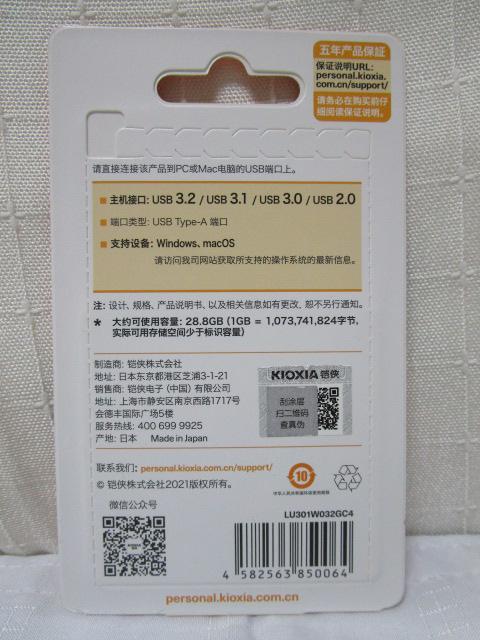 五年产品保証
保证说明URL:
personal.kioxia.
com.cn/support/
请务必在购买前仔
细阅读保证说明。
请直接连接该产品到PC或Mac电脑的USB端口上。
■ 主机接口: USB 3.2 / USB 3.1 / USB 3.0 / USB 2.0
■ 端口类型: USB Type-A 端口
■ 支持设备: Windows、macOS
请访问我司网站获取所支持的操作系统的最新信息。
注: 设计、规格、产品说明书、以及相关信息如有更改，恕不另行通知。
* 大约可使用容量: 28.8GB (1GB = 1,073,741,824字节,
实际可用存储空间少于标识容量)
制造商: 铠侠株式会社
地址: 日本东京都港区芝浦3-1-21
销售商: 铠侠电子（中国）有限公司
地址: 上海市静安区南京西路1717号
会德丰国际广场5楼
服务热线: 400 699 9925
产地: 日本 Made in Japan
KIOXIA 铠侠
刮涂层
扫二维码
查真伪
联系我们: personal.kioxia.com.cn/support/
© 铠侠株式会社2021版权所有。
微信公众号
10
KIOXIA
LU301W032GC4
4 582563 850064
personal.kioxia.com.cn